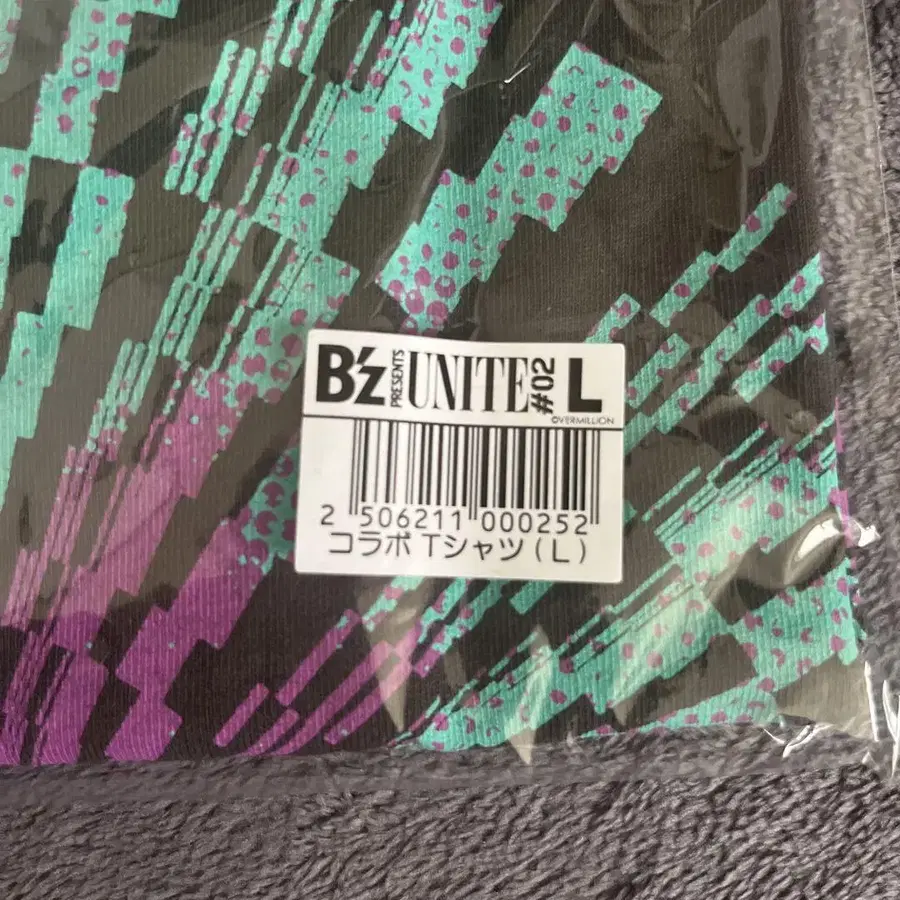 B'z PRESENTS UNITE #02 L
©VERMILLION
2 506211 000252
コラボ Tシャツ(L)